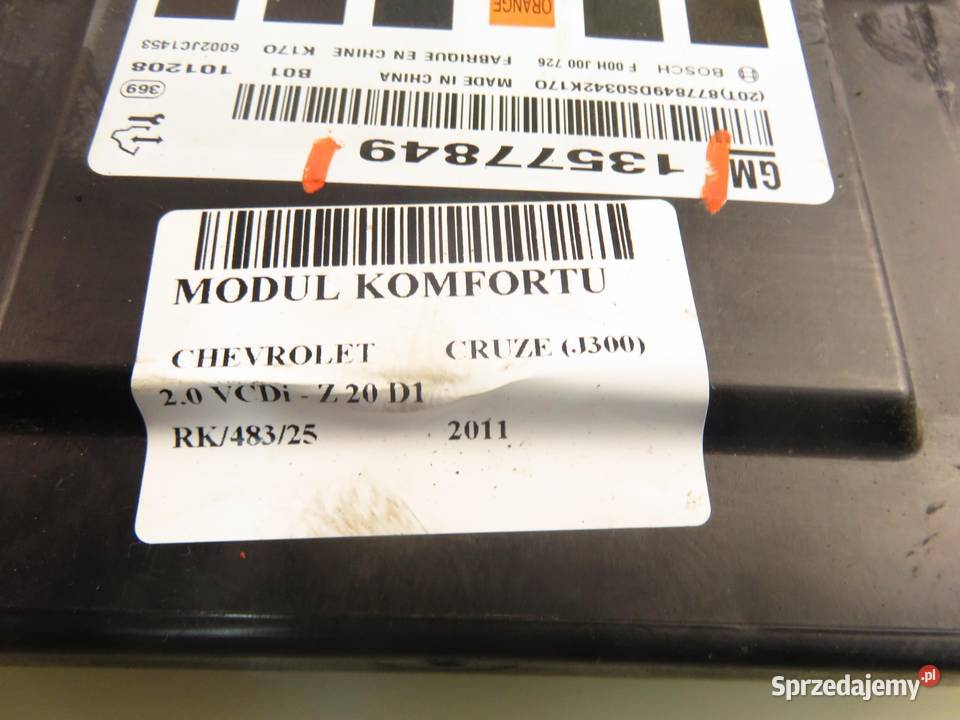 ORANGE
BOSCH F 00H J00 726 FABRIQUE EN CHINE K170 6002JC1453
(20T)8778849DS0342K170 MADE IN CHINA B01 101208
369
GM 13577849
MODUL KOMFORTU
CHEVROLET CRUZE (J300)
2.0 VCDi - Z 20 D1
RK/483/25 2011
Sprzedajemy.pl